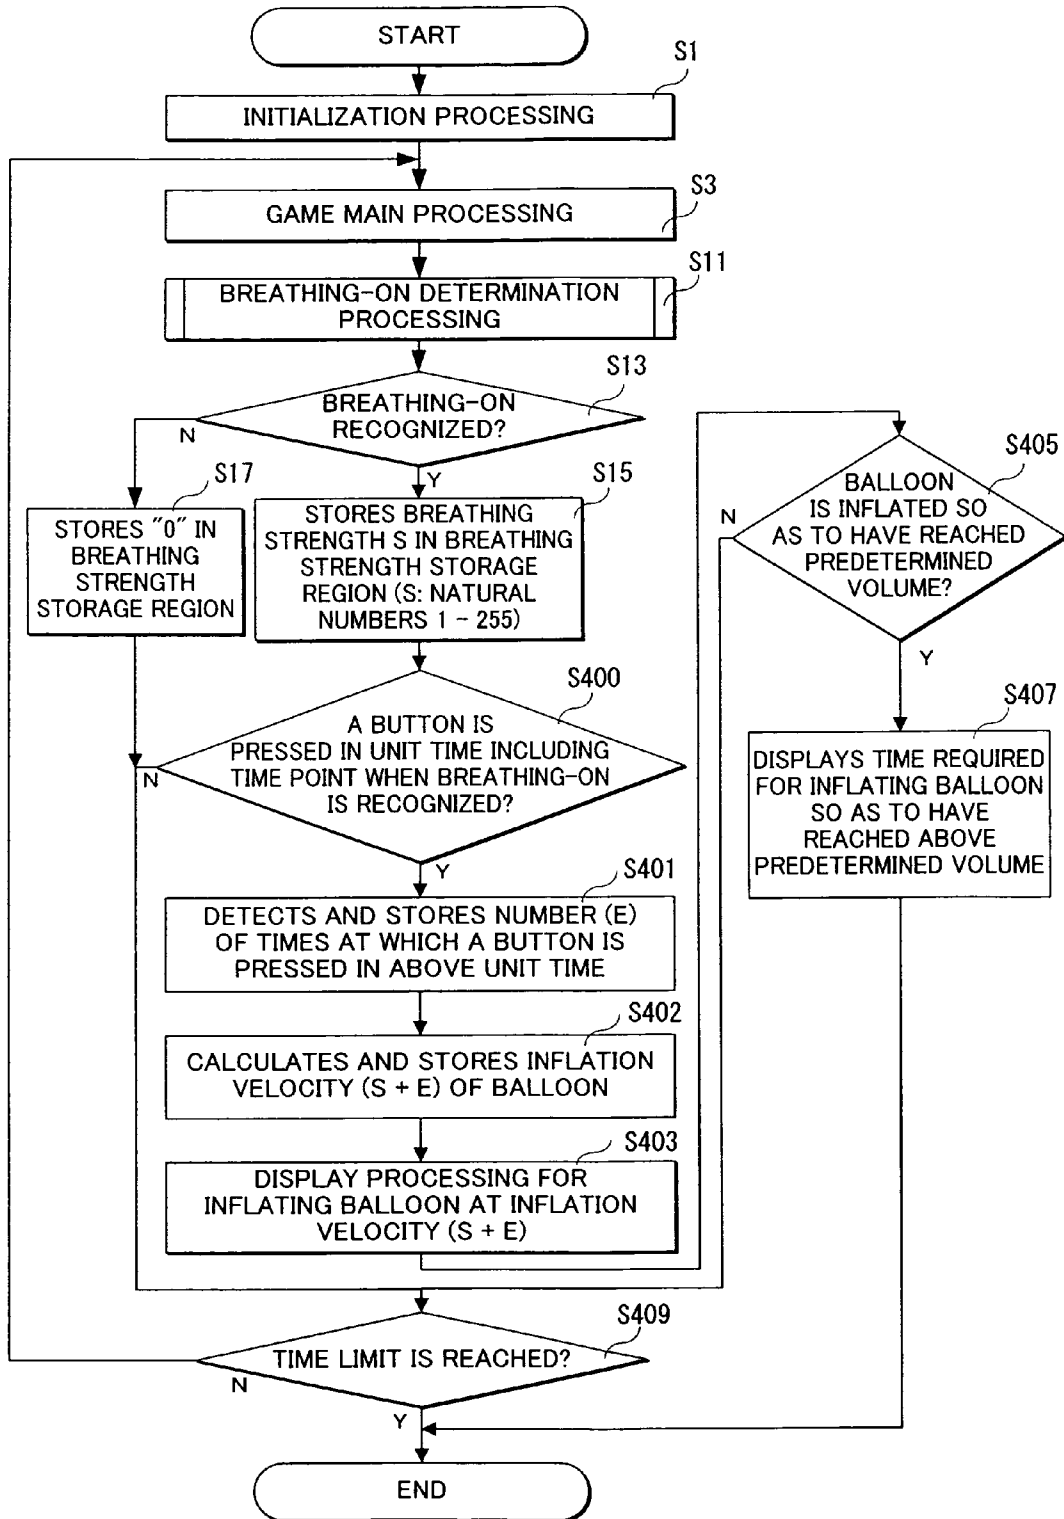 START
S1
INITIALIZATION PROCESSING
S3
GAME MAIN PROCESSING
S11
BREATHING-ON DETERMINATION
PROCESSING
S13
BREATHING-ON
RECOGNIZED?
N
Y
S17
STORES "0" IN
BREATHING
STRENGTH
STORAGE REGION
S15
STORES BREATHING
STRENGTH S IN BREATHING
STRENGTH STORAGE
REGION (S: NATURAL
NUMBERS 1 - 255)
S400
A BUTTON IS
PRESSED IN UNIT TIME INCLUDING
TIME POINT WHEN BREATHING-ON
IS RECOGNIZED?
N
Y
S401
DETECTS AND STORES NUMBER (E)
OF TIMES AT WHICH A BUTTON IS
PRESSED IN ABOVE UNIT TIME
S402
CALCULATES AND STORES INFLATION
VELOCITY (S + E) OF BALLOON
S403
DISPLAY PROCESSING FOR
INFLATING BALLOON AT INFLATION
VELOCITY (S + E)
S405
BALLOON
IS INFLATED SO
AS TO HAVE REACHED
PREDETERMINED
VOLUME?
N
Y
S407
DISPLAYS TIME REQUIRED
FOR INFLATING BALLOON
SO AS TO HAVE
REACHED ABOVE
PREDETERMINED VOLUME
S409
TIME LIMIT IS REACHED?
N
Y
END